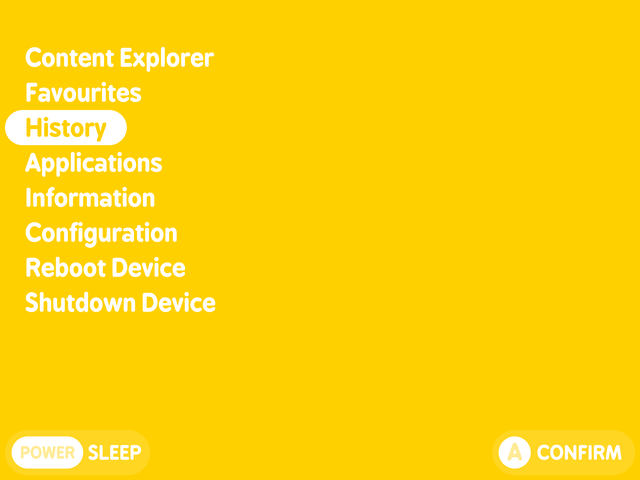 Content Explorer
Favourites
History
Applications
Information
Configuration
Reboot Device
Shutdown Device
POWER SLEEP
A CONFIRM